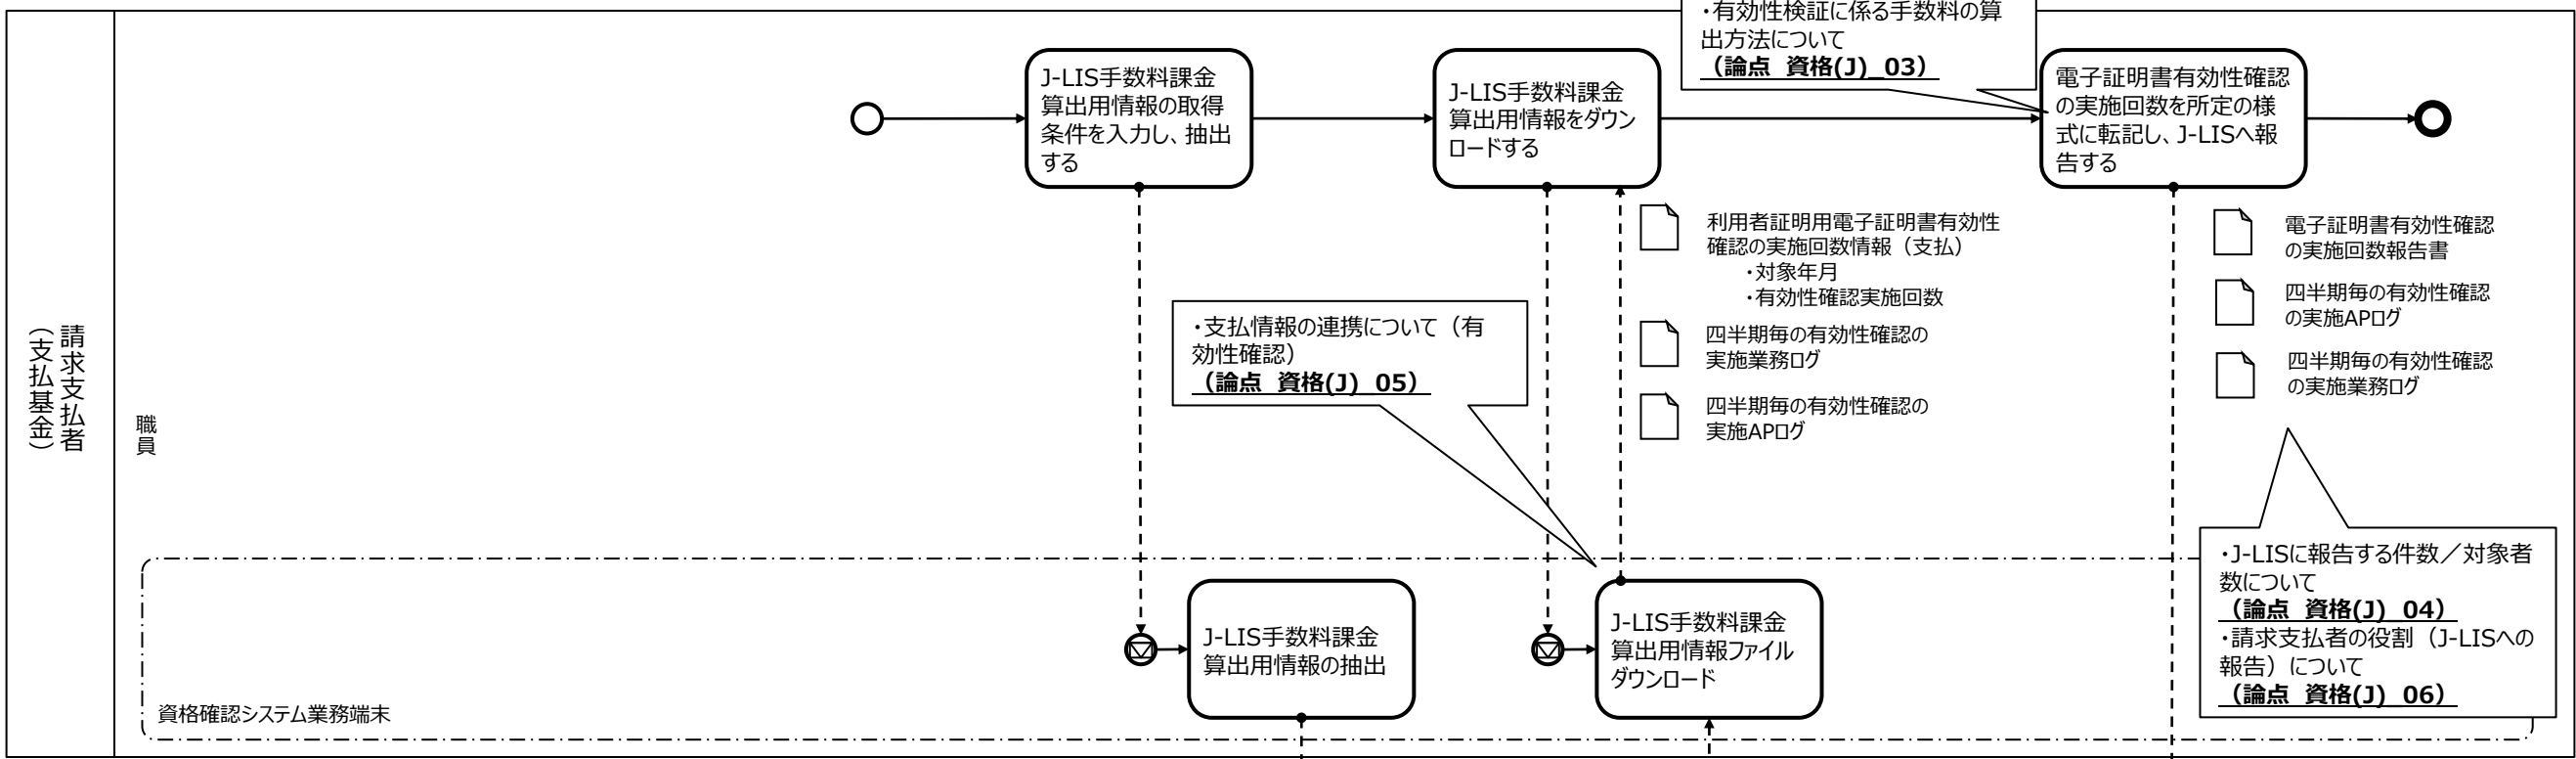 請求支払者
（支払基金）
職員
・有効性検証に係る手数料の算
出方法について
（論点 資格(J)_03）
J-LIS手数料課金
算出用情報の取得
条件を入力し、抽出
する
J-LIS手数料課金
算出用情報をダウン
ロードする
電子証明書有効性確認
の実施回数を所定の様
式に転記し、J-LISへ報
告する
利用者証明用電子証明書有効性
確認の実施回数情報（支払）
・対象年月
・有効性確認実施回数
四半期毎の有効性確認の
実施業務ログ
四半期毎の有効性確認の
実施APログ
電子証明書有効性確認
の実施回数報告書
四半期毎の有効性確認
の実施APログ
四半期毎の有効性確認
の実施業務ログ
・支払情報の連携について（有
効性確認）
（論点 資格(J)_05）
・J-LISに報告する件数／対象者
数について
（論点 資格(J)_04）
・請求支払者の役割（J-LISへの
報告）について
（論点 資格(J)_06）
J-LIS手数料課金
算出用情報の抽出
J-LIS手数料課金
算出用情報ファイル
ダウンロード
資格確認システム業務端末